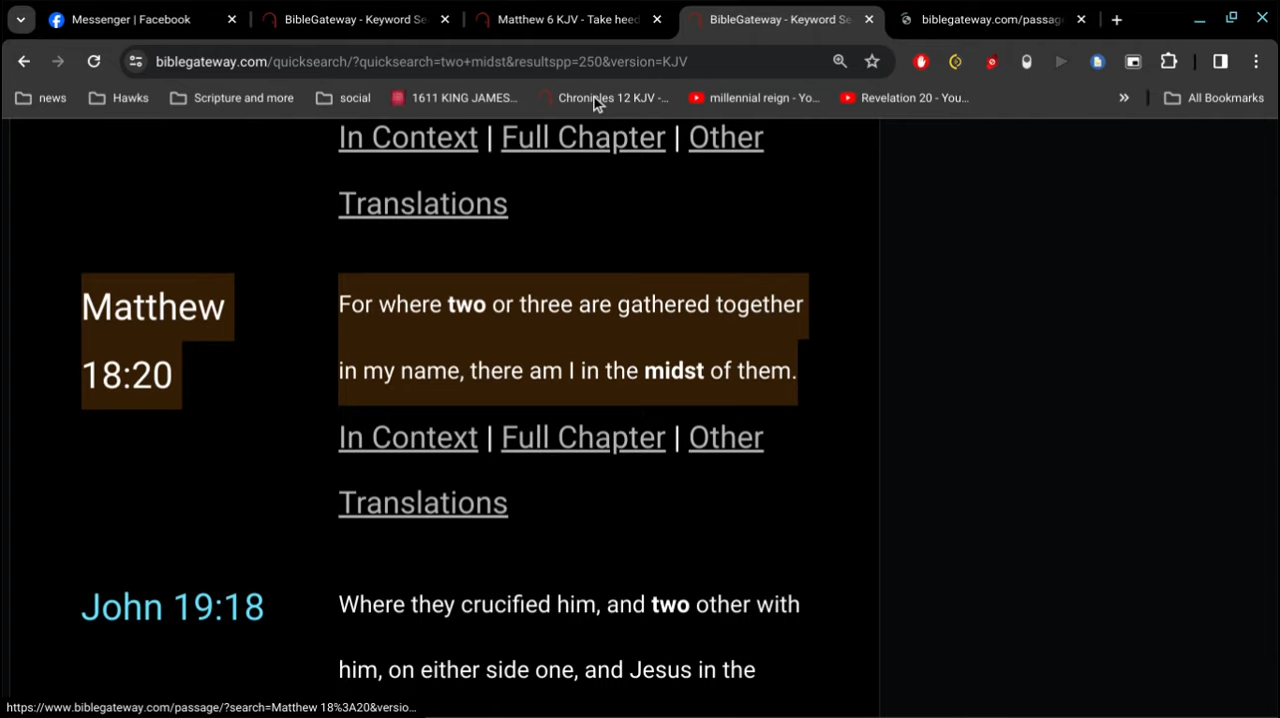 Messenger | Facebook
BibleGateway - Keyword Se
Matthew 6 KJV - Take heed
BibleGateway - Keyword Se
biblegateway.com/passag
biblegateway.com/quicksearch/?quicksearch=two+midst&resultspp=250&version=KJV
news
Hawks
Scripture and more
social
1611 KING JAMES...
Chronicles 12 KJV -...
millennial reign - Yo...
Revelation 20 - You...
»
All Bookmarks
In Context | Full Chapter | Other
Translations
Matthew
18:20
For where two or three are gathered together
in my name, there am I in the midst of them.
In Context | Full Chapter | Other
Translations
John 19:18
Where they crucified him, and two other with
him, on either side one, and Jesus in the
https://www.biblegateway.com/passage/?search=Matthew 18%3A20&versio...